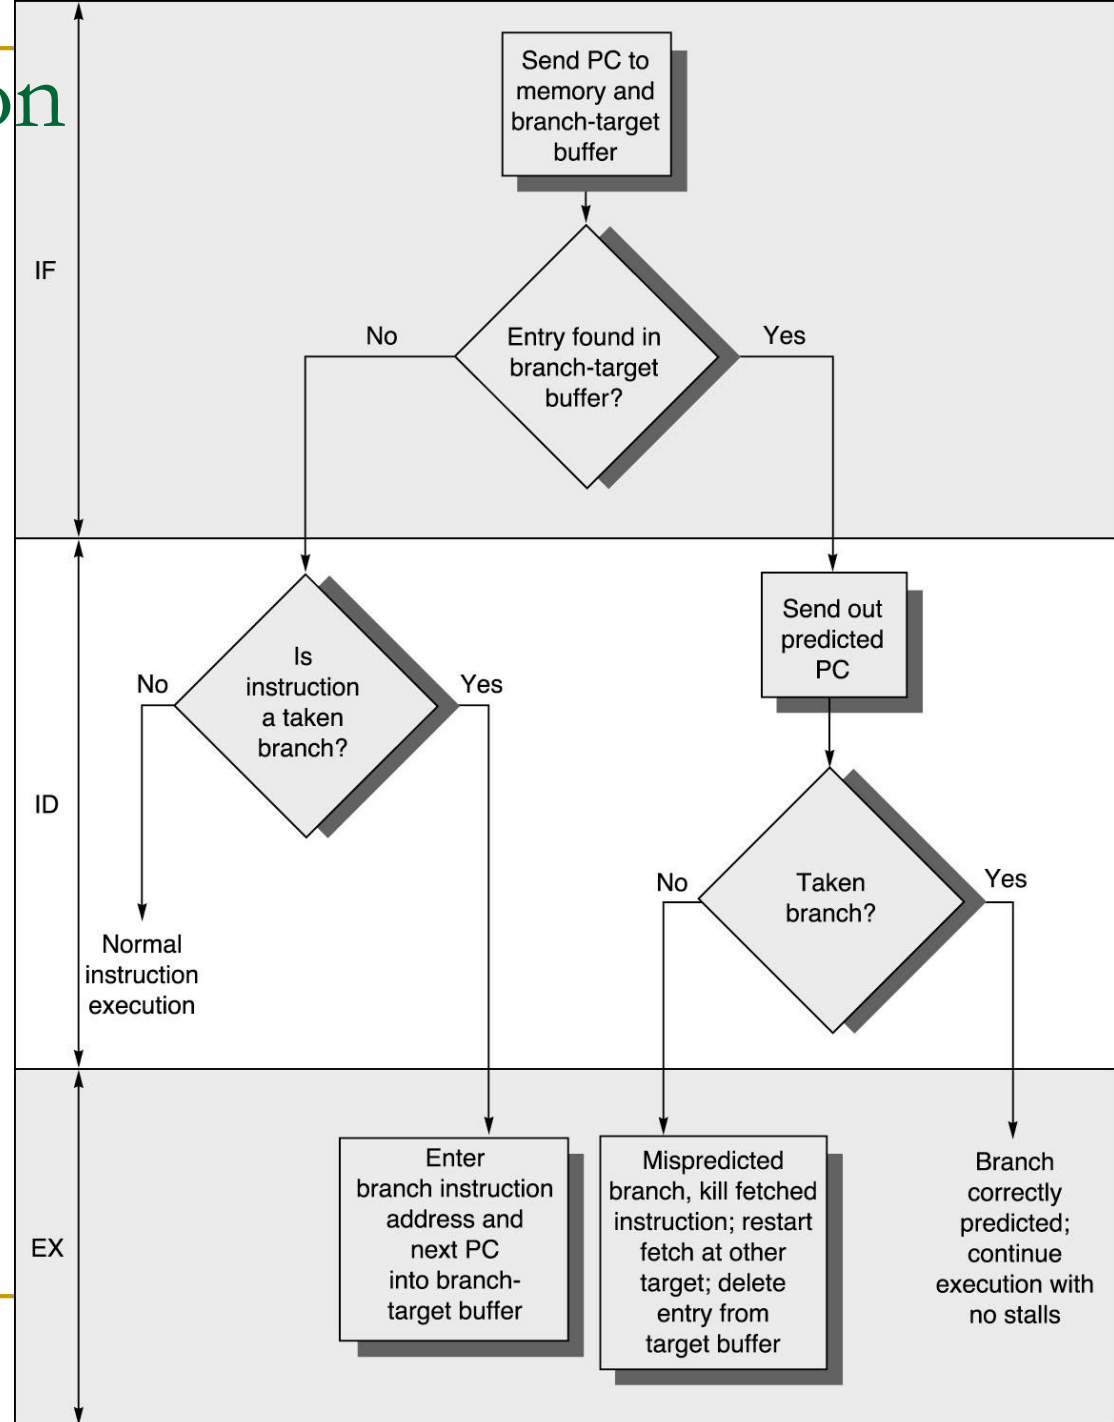 on
Send PC to
memory and
branch-target
buffer
IF
No
Entry found in
branch-target
buffer?
Yes
No
Is
instruction
a taken
branch?
Yes
Send out
predicted
PC
ID
Normal
instruction
execution
No
Taken
branch?
Yes
EX
Enter
branch instruction
address and
next PC
into branch-
target buffer
Mispredicted
branch, kill fetched
instruction; restart
fetch at other
target; delete
entry from
target buffer
Branch
correctly
predicted;
continue
execution with
no stalls